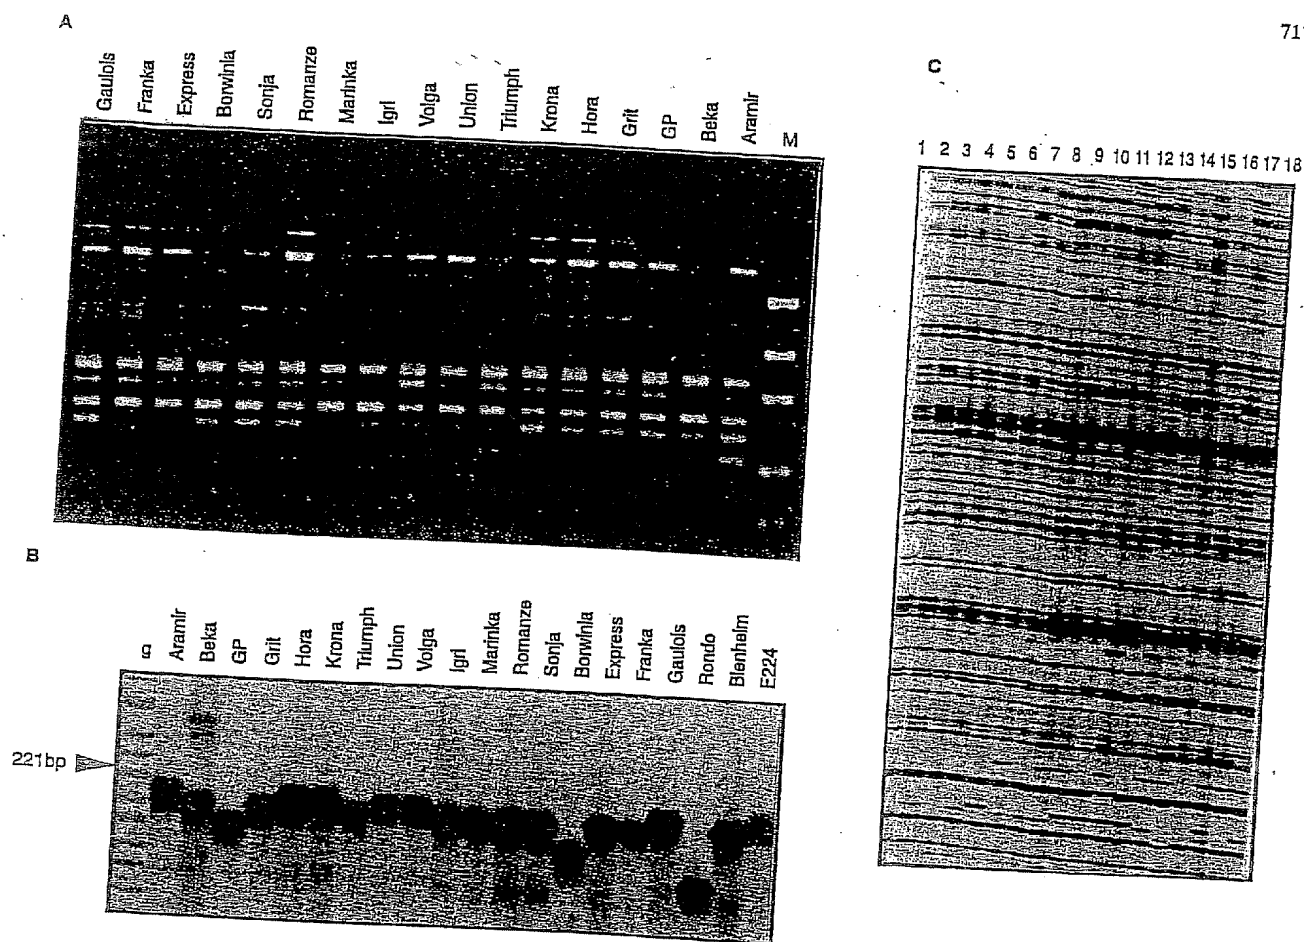 A
71
C
Gaulois Franka Express Borwinia Sonja Romanze Marinka Igri Volga Union Triumph Krona Hora Grit GP Beka Aramir M
1 2 3 4 5 6 7 8 9 10 11 12 13 14 15 16 17 18
B
Aramir Beka GP Grit Hora Krona Triumph Union Volga Igri Marinka Romanze Sonja Borwinia Express Franka Gaulois Rondo Blenheim E224
221bp